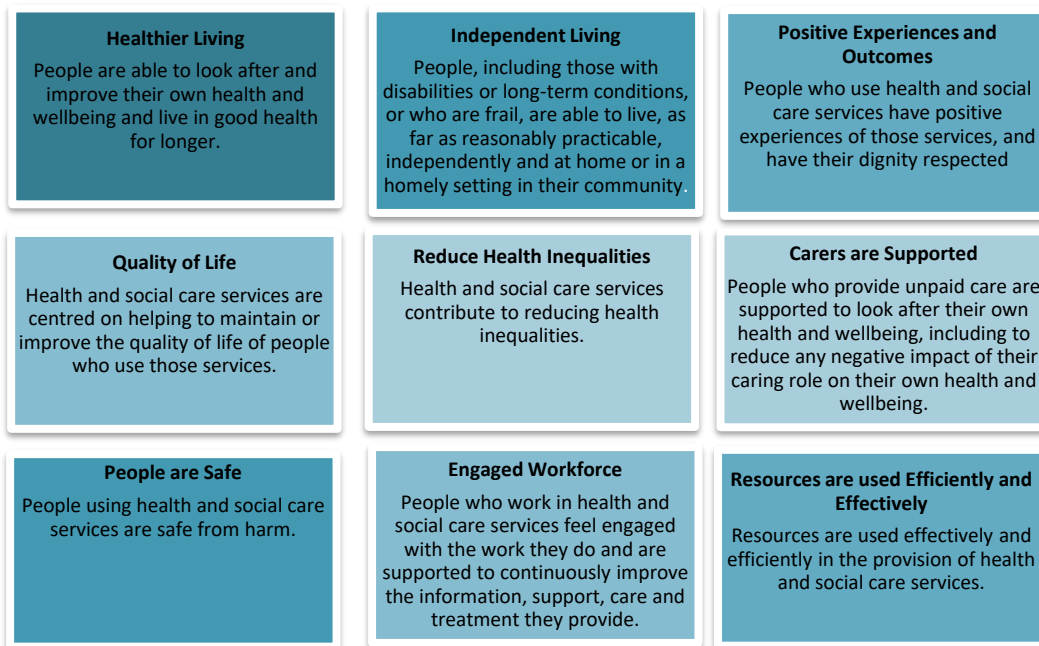 Healthier Living
People are able to look after and
improve their own health and
wellbeing and live in good health
for longer.
Independent Living
People, including those with
disabilities or long-term conditions,
or who are frail, are able to live, as
far as reasonably practicable,
independently and at home or in a
homely setting in their community.
Positive Experiences and
Outcomes
People who use health and social
care services have positive
experiences of those services, and
have their dignity respected
Quality of Life
Health and social care services are
centred on helping to maintain or
improve the quality of life of people
who use those services.
Reduce Health Inequalities
Health and social care services
contribute to reducing health
inequalities.
Carers are Supported
People who provide unpaid care are
supported to look after their own
health and wellbeing, including to
reduce any negative impact of their
caring role on their own health and
wellbeing.
People are Safe
People using health and social care
services are safe from harm.
Engaged Workforce
People who work in health and
social care services feel engaged
with the work they do and are
supported to continuously improve
the information, support, care and
treatment they provide.
Resources are used Efficiently and
Effectively
Resources are used effectively and
efficiently in the provision of health
and social care services.